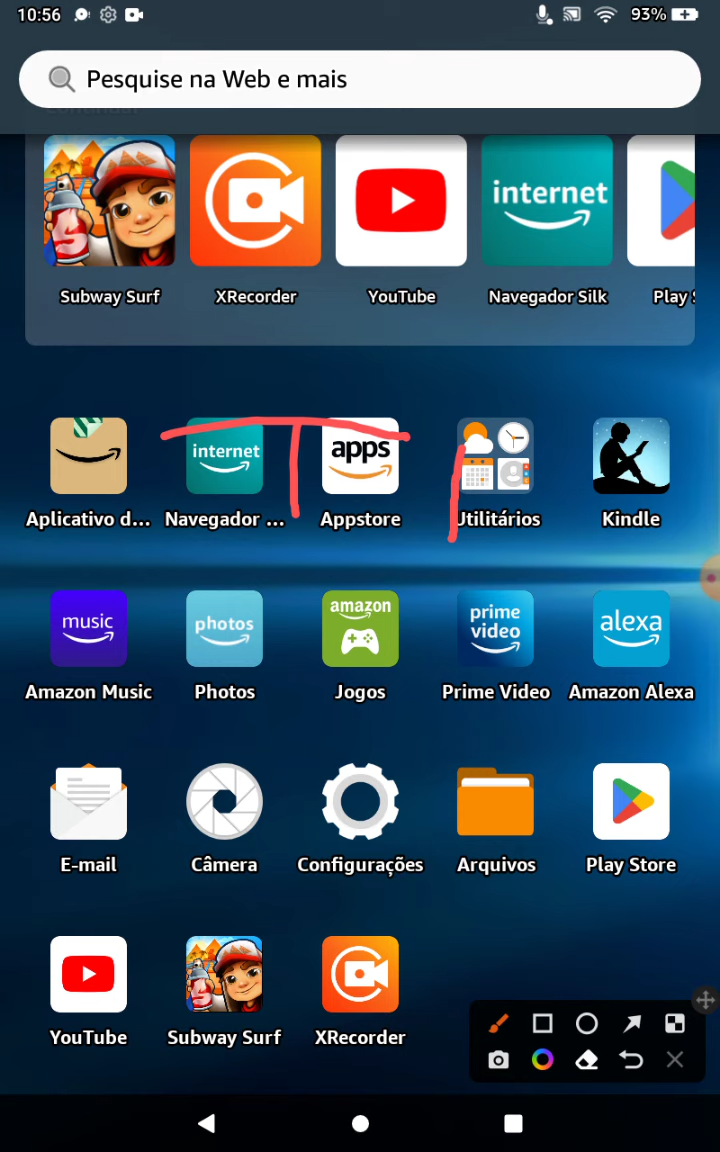 10:56 93%
Pesquise na Web e mais
internet
Subway Surf XRecorder YouTube Navegador Silk Play
internet apps
Aplicativo d... Navegador ... Appstore Utilitários Kindle
music photos amazon prime video alexa
Amazon Music Photos Jogos Prime Video Amazon Alexa
E-mail Câmera Configurações Arquivos Play Store
YouTube Subway Surf XRecorder